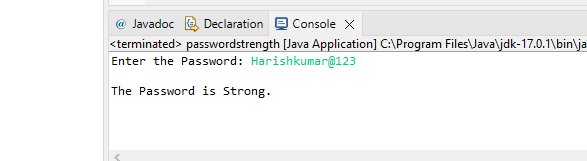 @ Javadoc Declaration Console
<terminated> passwordstrength [Java Application] C:\Program Files\Java\jdk-17.0.1\bin\ja
Enter the Password: Harishkumar@123
The Password is Strong.